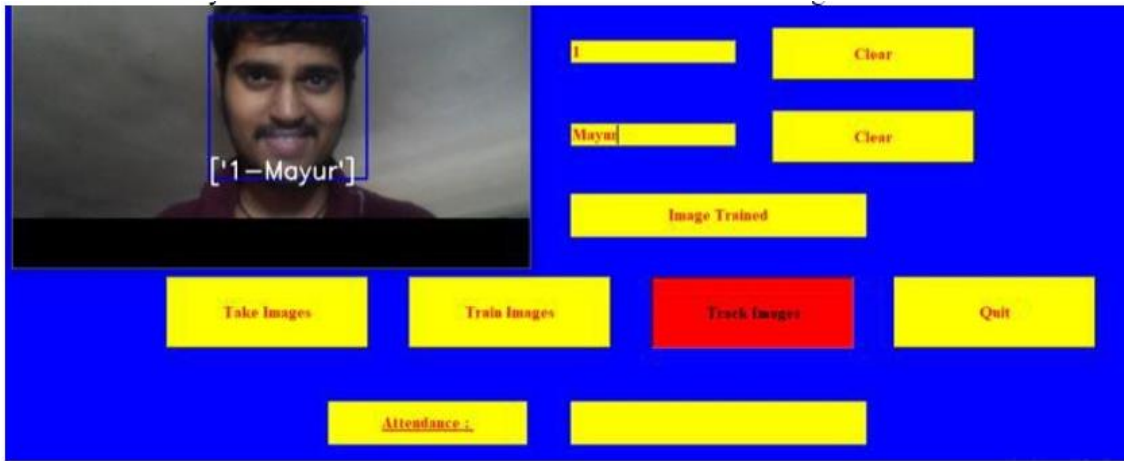 1
Clear
Mayur
Clear
['1-Mayur']
Image Trained
Take Images
Train Images
Track Images
Quit
Attendance :